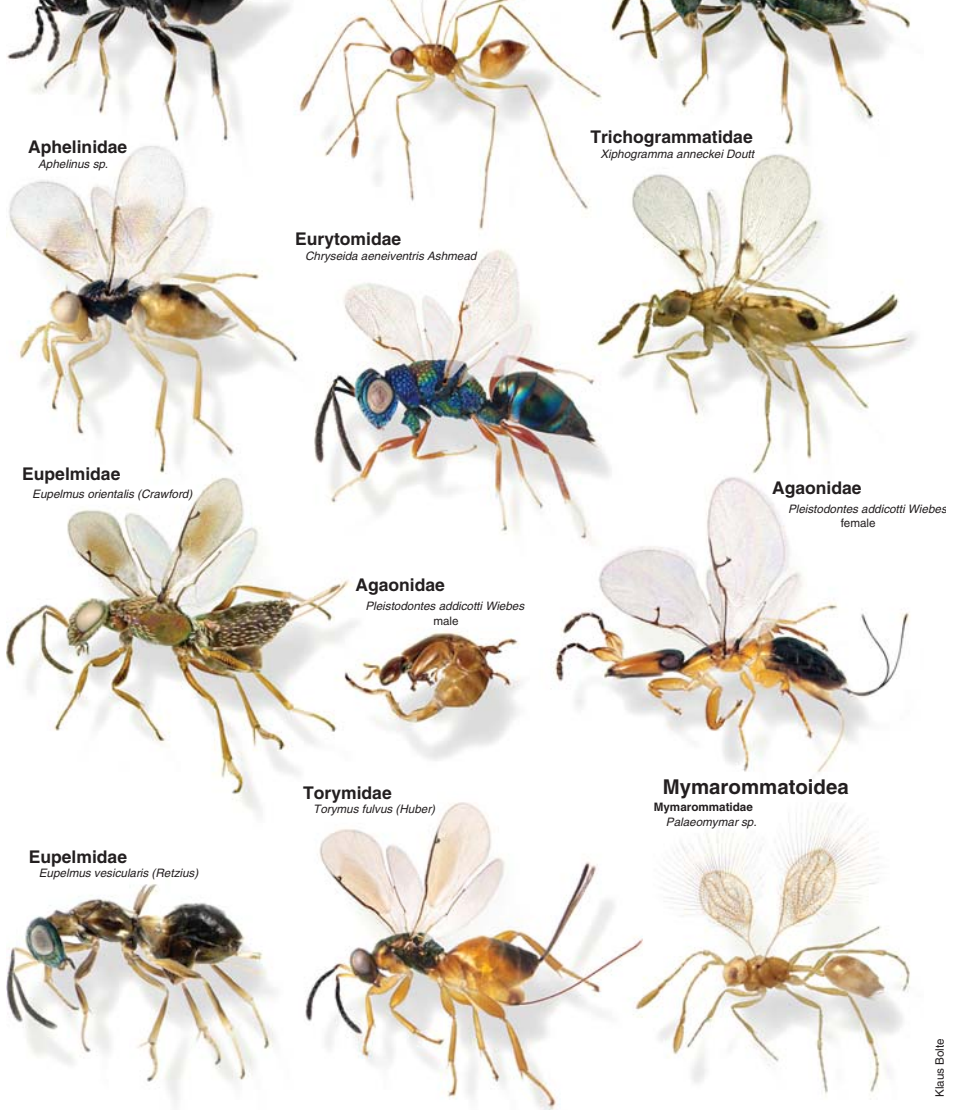 Aphelinidae
Aphelinus sp.
Trichogrammatidae
Xiphogramma anneckei Doutt
Eurytomidae
Chryseida aeneiventris Ashmead
Eupelmidae
Eupelmus orientalis (Crawford)
Agaonidae
Pleistodontes addicotti Wiebes
female
Agaonidae
Pleistodontes addicotti Wiebes
male
Torymidae
Torymus fulvus (Huber)
Mymarommatoidea
Mymarommatidae
Palaeomymar sp.
Eupelmidae
Eupelmus vesicularis (Retzius)
Klaus Bolte